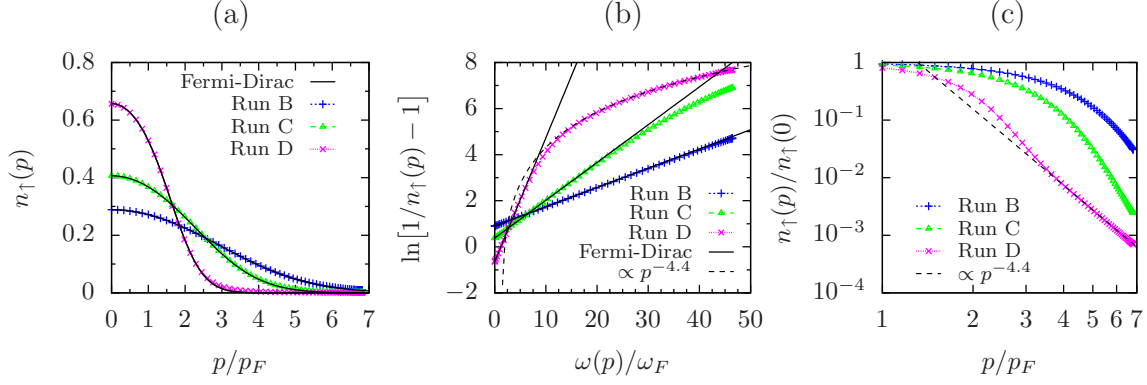 (a)
n↑(p)
0.8
0.6
0.4
0.2
0
Fermi-Dirac
Run B
Run C
Run D
0 1 2 3 4 5 6 7
p/p_F
(b)
ln[1/n↑(p) − 1]
8
6
4
2
0
−2
Run B
Run C
Run D
Fermi-Dirac
∝ p^{−4.4}
0 10 20 30 40 50
ω(p)/ω_F
(c)
n↑(p)/n↑(0)
1
10^{−1}
10^{−2}
10^{−3}
10^{−4}
Run B
Run C
Run D
∝ p^{−4.4}
1 2 3 4 5 6 7
p/p_F